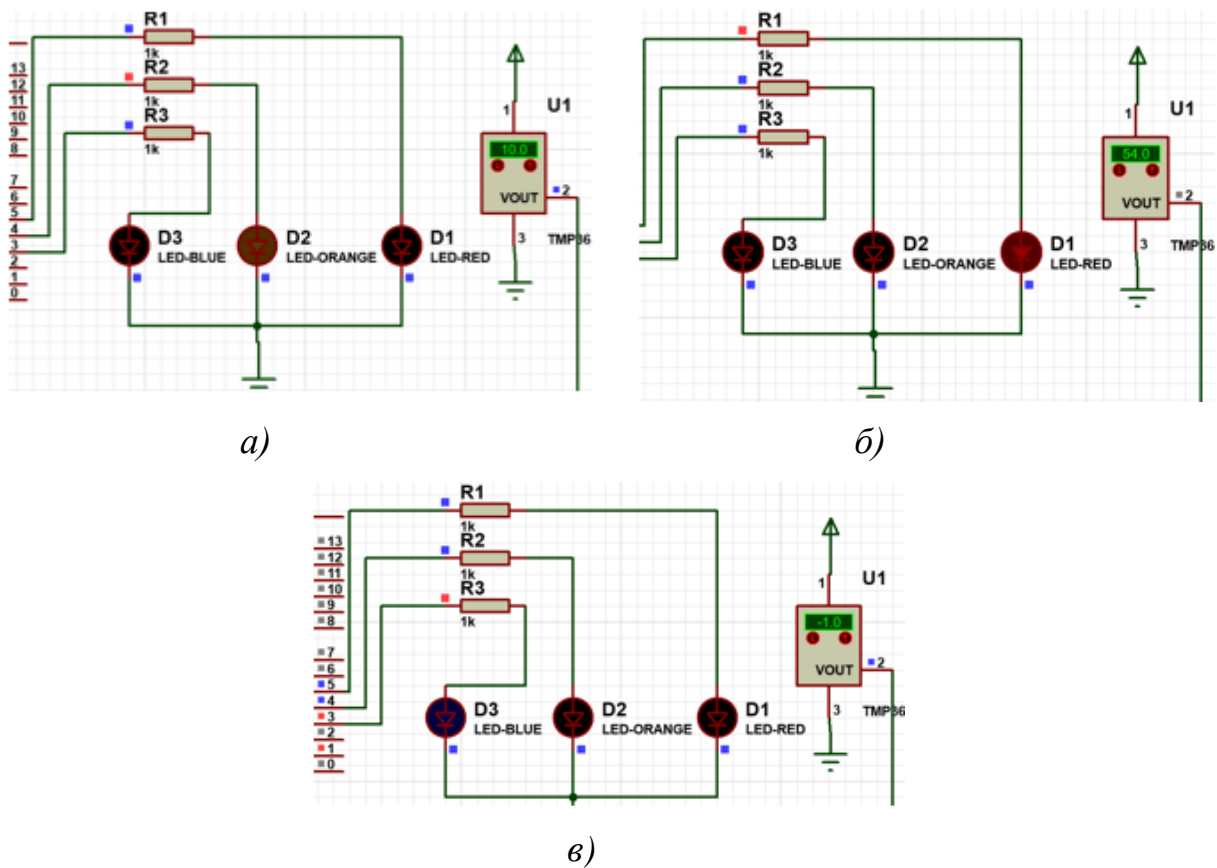 R1
1k
R2
1k
R3
1k
13
12
11
10
9
8
7
6
5
4
3
2
1
0
D3
LED-BLUE
D2
LED-ORANGE
D1
LED-RED
1
U1
10.0
VOUT
2
3
TMP36
а)
R1
1k
R2
1k
R3
1k
D3
LED-BLUE
D2
LED-ORANGE
D1
LED-RED
1
U1
54.0
VOUT
2
3
TMP36
б)
R1
1k
R2
1k
R3
1k
13
12
11
10
9
8
7
6
5
4
3
2
1
0
D3
LED-BLUE
D2
LED-ORANGE
D1
LED-RED
1
U1
-1.0
VOUT
2
3
TMP36
в)